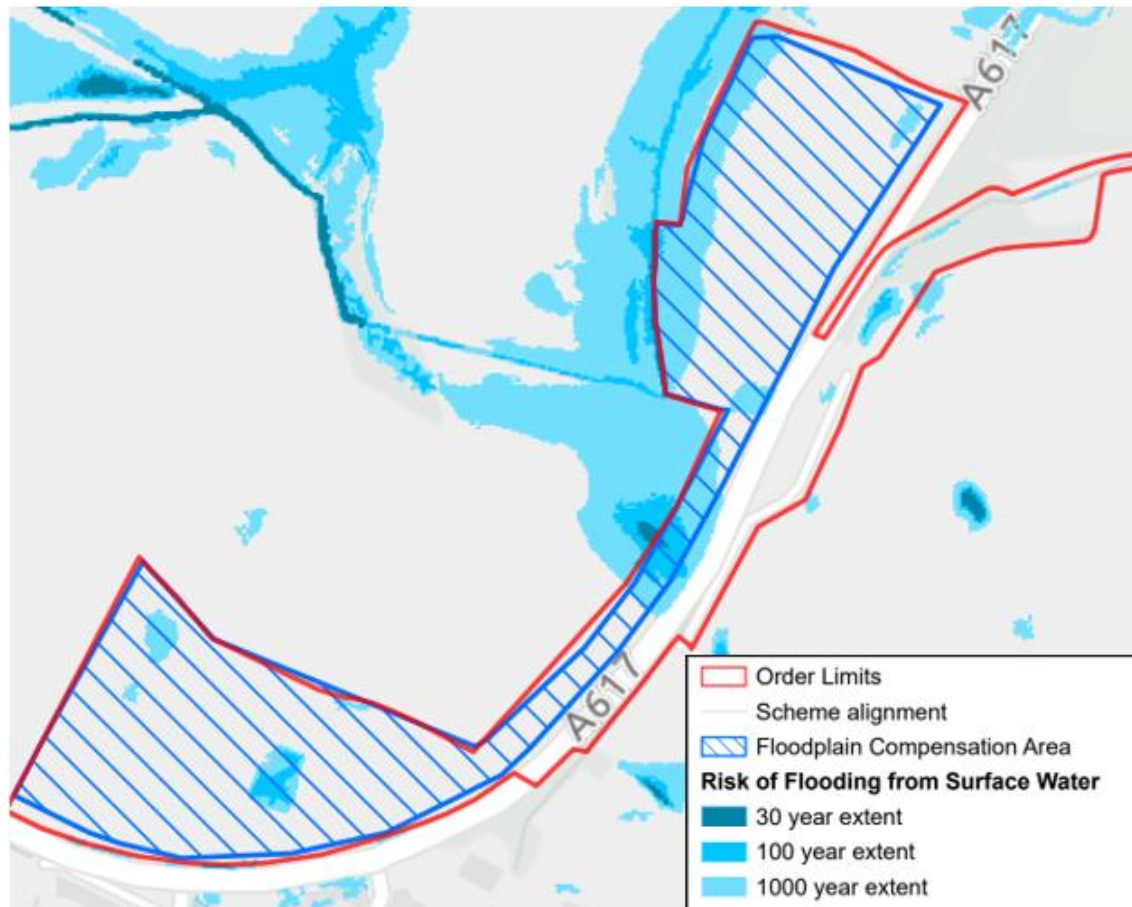 A617
A617
Order Limits
Scheme alignment
Floodplain Compensation Area
Risk of Flooding from Surface Water
30 year extent
100 year extent
1000 year extent